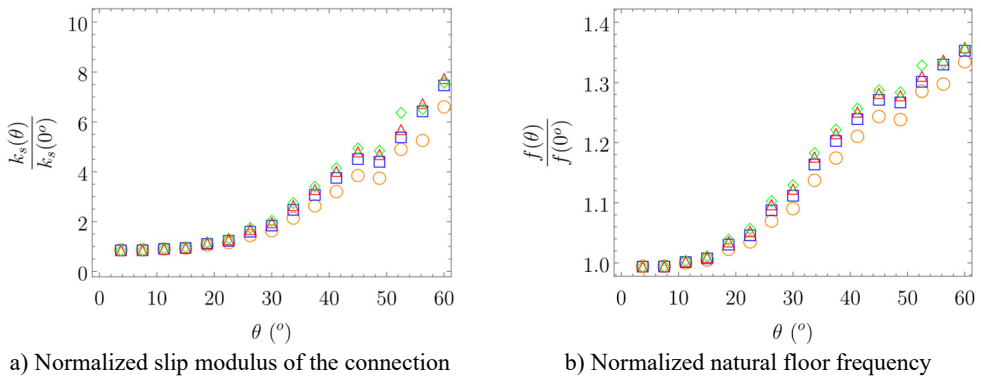 10
8
6
4
2
0
k_s(θ)
k_s(0°)
0 10 20 30 40 50 60
θ (°)
a) Normalized slip modulus of the connection
1.4
1.3
1.2
1.1
1.0
f(θ)
f(0°)
0 10 20 30 40 50 60
θ (°)
b) Normalized natural floor frequency